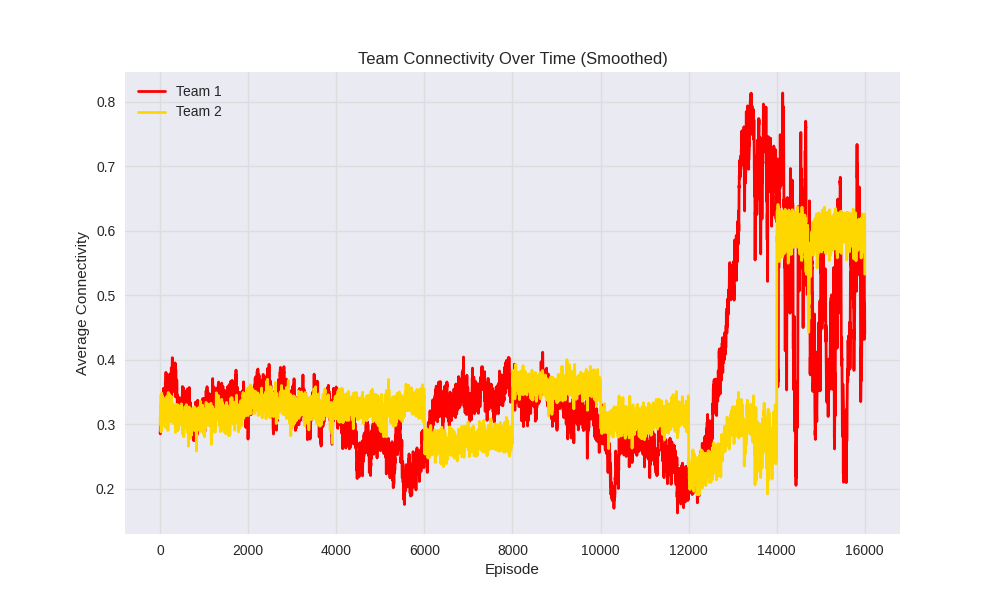 Team Connectivity Over Time (Smoothed)
Team 1
Team 2
Average Connectivity
0.8
0.7
0.6
0.5
0.4
0.3
0.2
0 2000 4000 6000 8000 10000 12000 14000 16000
Episode